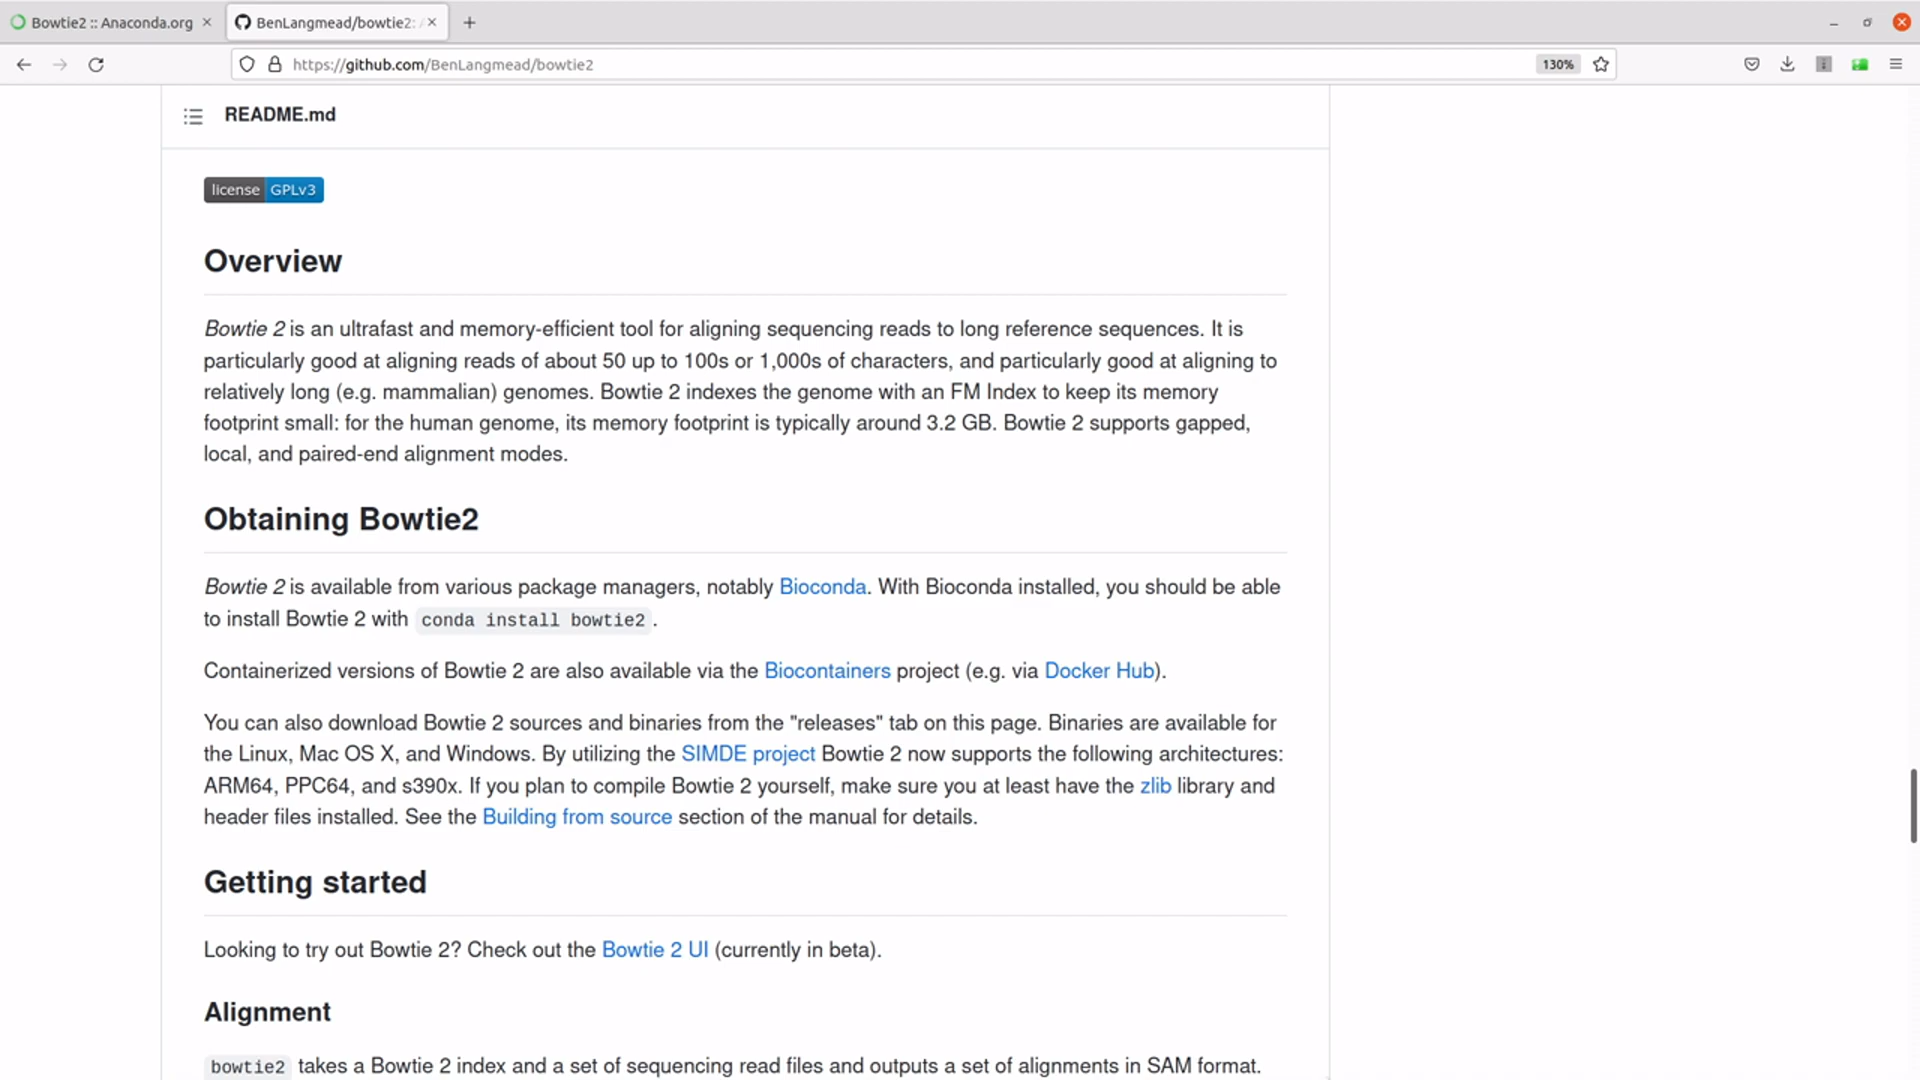 Bowtie2 :: Anaconda.org
BenLangmead/bowtie2:
https://github.com/BenLangmead/bowtie2
130%
README.md
license GPLv3
Overview
Bowtie 2 is an ultrafast and memory-efficient tool for aligning sequencing reads to long reference sequences. It is
particularly good at aligning reads of about 50 up to 100s or 1,000s of characters, and particularly good at aligning to
relatively long (e.g. mammalian) genomes. Bowtie 2 indexes the genome with an FM Index to keep its memory
footprint small: for the human genome, its memory footprint is typically around 3.2 GB. Bowtie 2 supports gapped,
local, and paired-end alignment modes.
Obtaining Bowtie2
Bowtie 2 is available from various package managers, notably Bioconda. With Bioconda installed, you should be able
to install Bowtie 2 with conda install bowtie2 .
Containerized versions of Bowtie 2 are also available via the Biocontainers project (e.g. via Docker Hub).
You can also download Bowtie 2 sources and binaries from the "releases" tab on this page. Binaries are available for
the Linux, Mac OS X, and Windows. By utilizing the SIMDE project Bowtie 2 now supports the following architectures:
ARM64, PPC64, and s390x. If you plan to compile Bowtie 2 yourself, make sure you at least have the zlib library and
header files installed. See the Building from source section of the manual for details.
Getting started
Looking to try out Bowtie 2? Check out the Bowtie 2 UI (currently in beta).
Alignment
bowtie2 takes a Bowtie 2 index and a set of sequencing read files and outputs a set of alignments in SAM format.